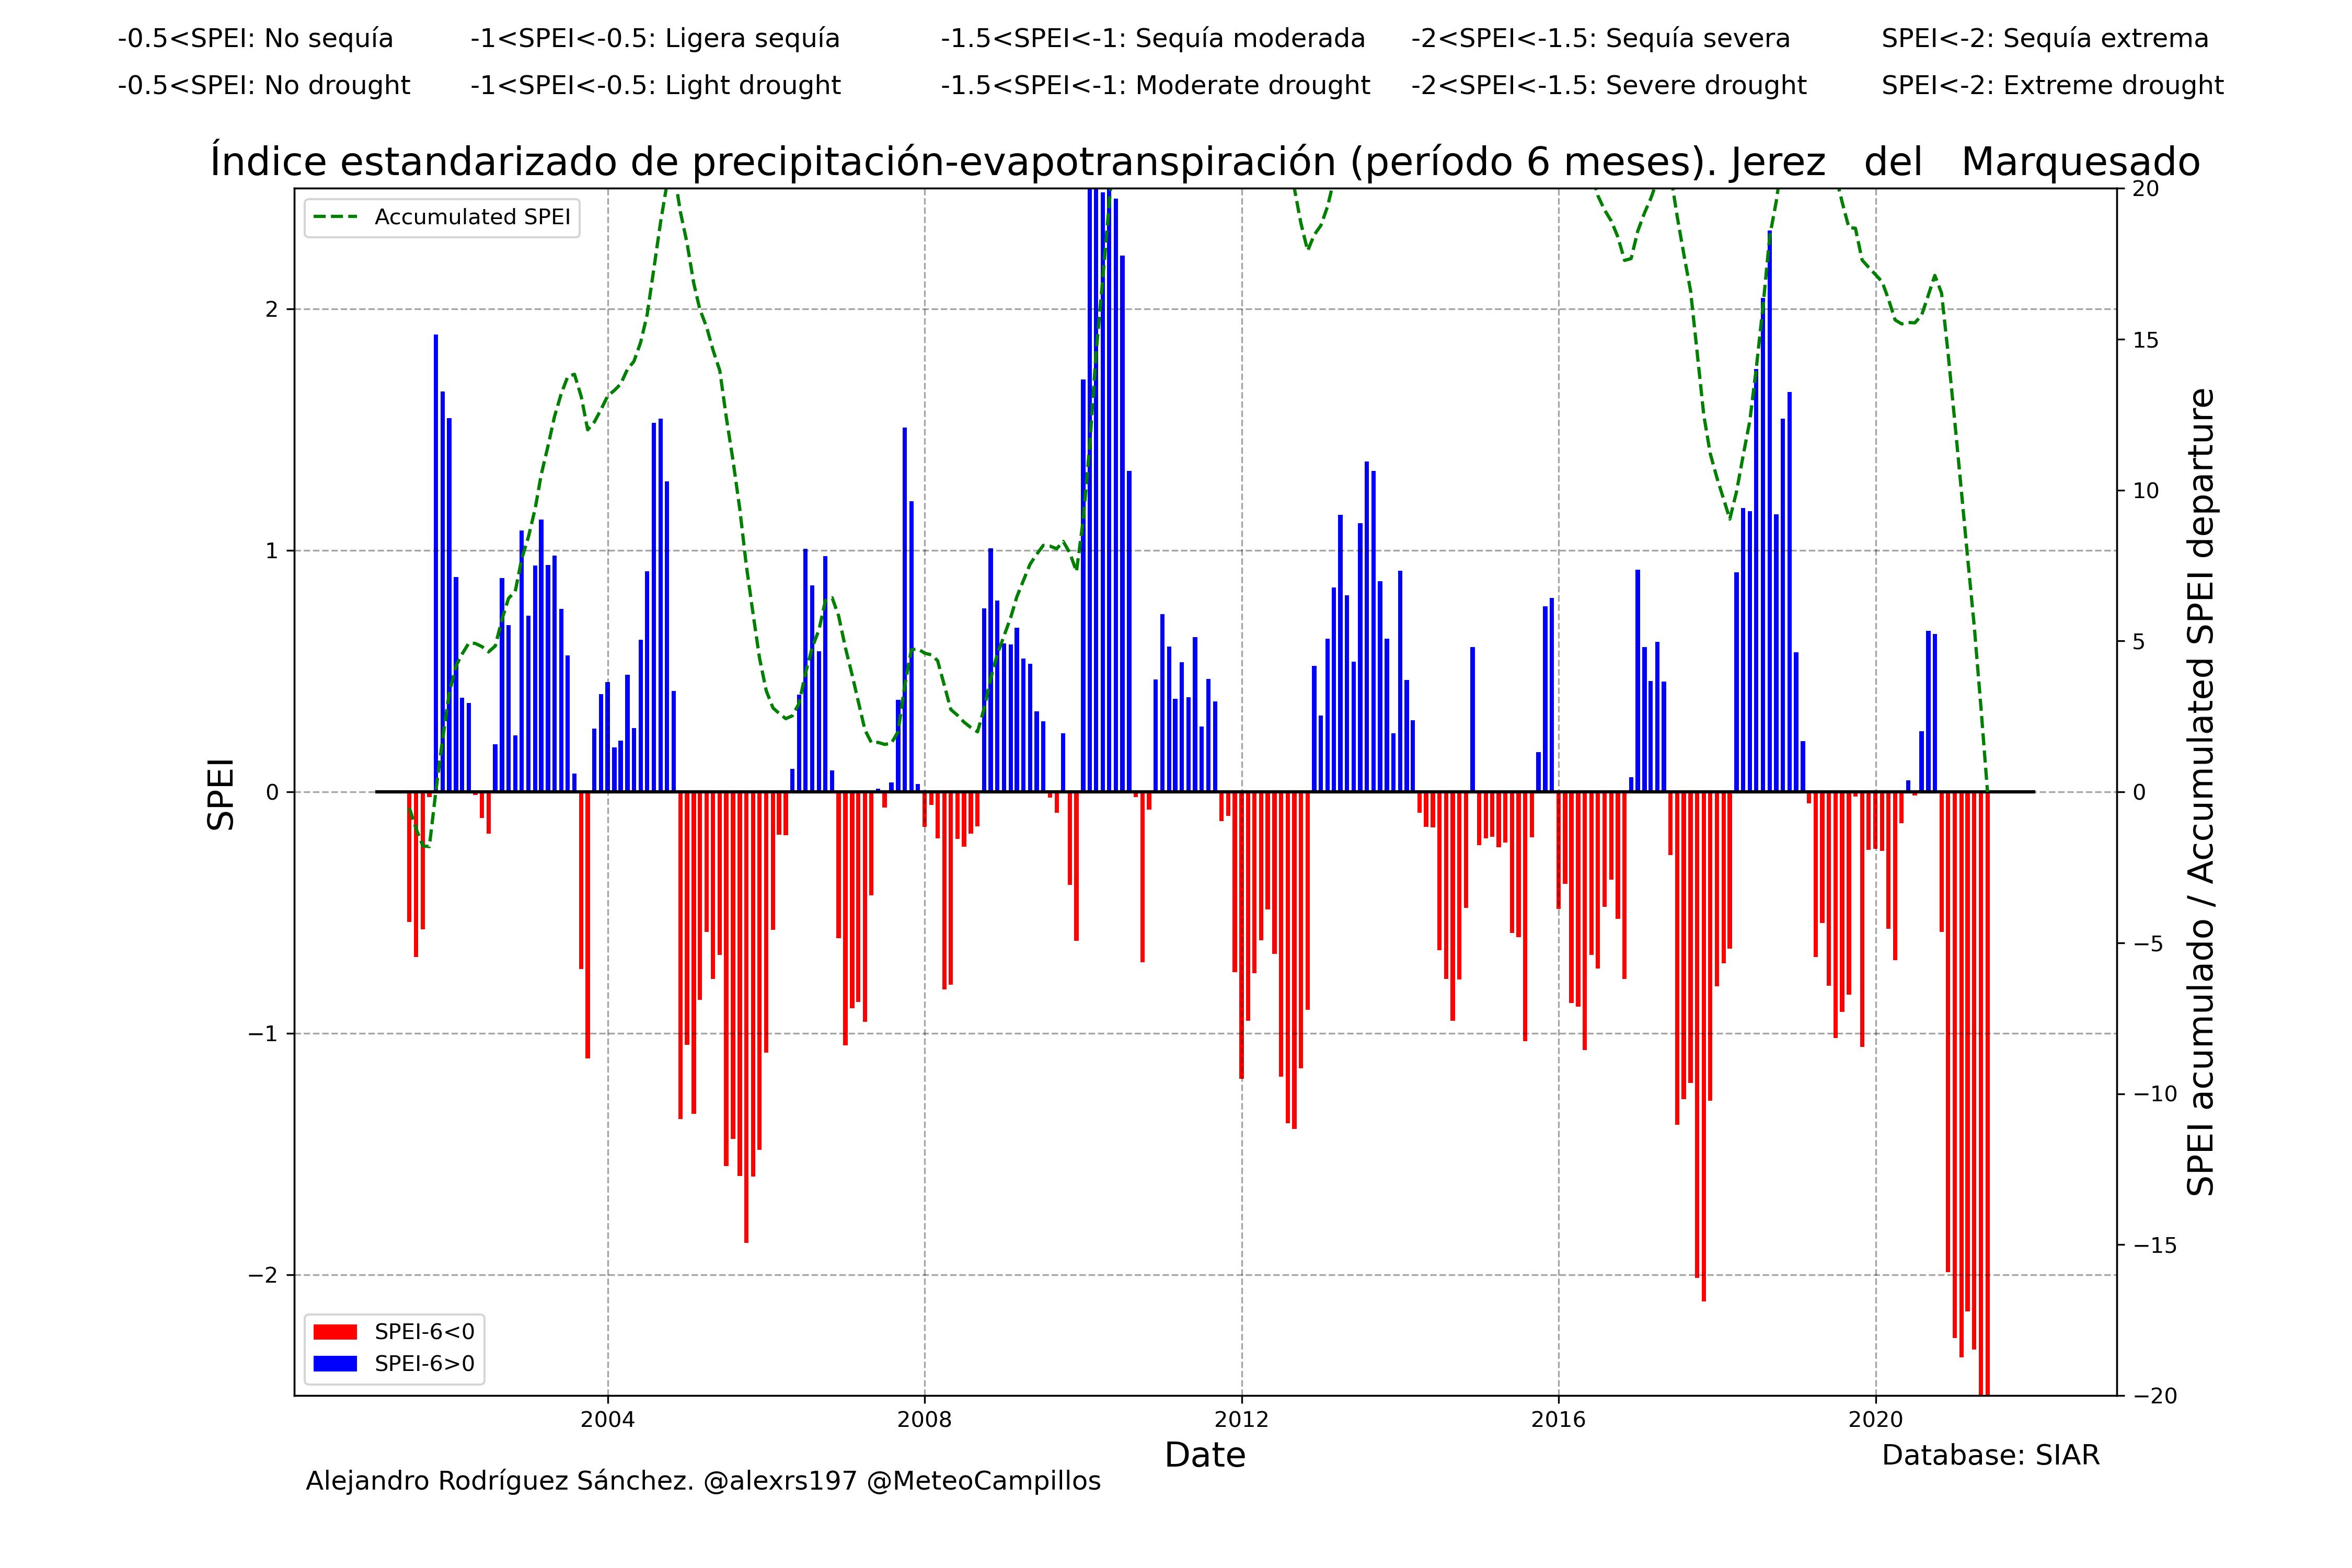 -0.5<SPEI: No sequía -1<SPEI<-0.5: Ligera sequía -1.5<SPEI<-1: Sequía moderada -2<SPEI<-1.5: Sequía severa SPEI<-2: Sequía extrema
-0.5<SPEI: No drought -1<SPEI<-0.5: Light drought -1.5<SPEI<-1: Moderate drought -2<SPEI<-1.5: Severe drought SPEI<-2: Extreme drought
Índice estandarizado de precipitación-evapotranspiración (período 6 meses). Jerez del Marquesado
Accumulated SPEI
SPEI
2
1
0
−1
−2
20
15
10
5
0
−5
−10
−15
−20
SPEI acumulado / Accumulated SPEI departure
SPEI-6<0
SPEI-6>0
2004 2008 2012 2016 2020
Date
Database: SIAR
Alejandro Rodríguez Sánchez. @alexrs197 @MeteoCampillos